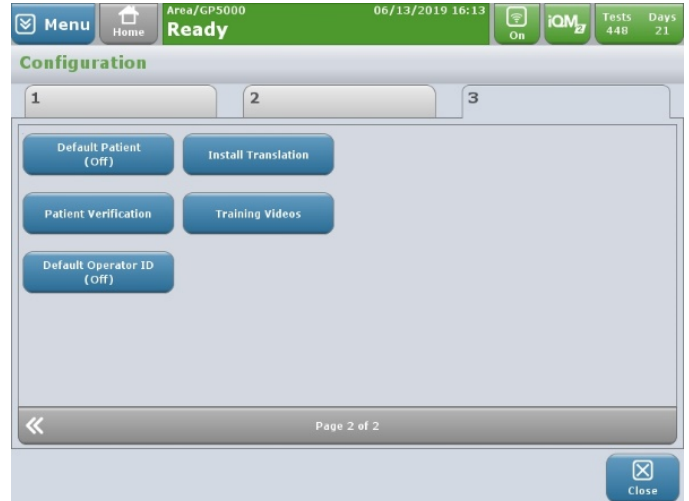 Menu
Home
Area/GP5000 06/13/2019 16:13
Ready
On
iQM2
Tests Days
448 21
Configuration
1 2 3
Default Patient
(Off)
Install Translation
Patient Verification
Training Videos
Default Operator ID
(Off)
Page 2 of 2
Close